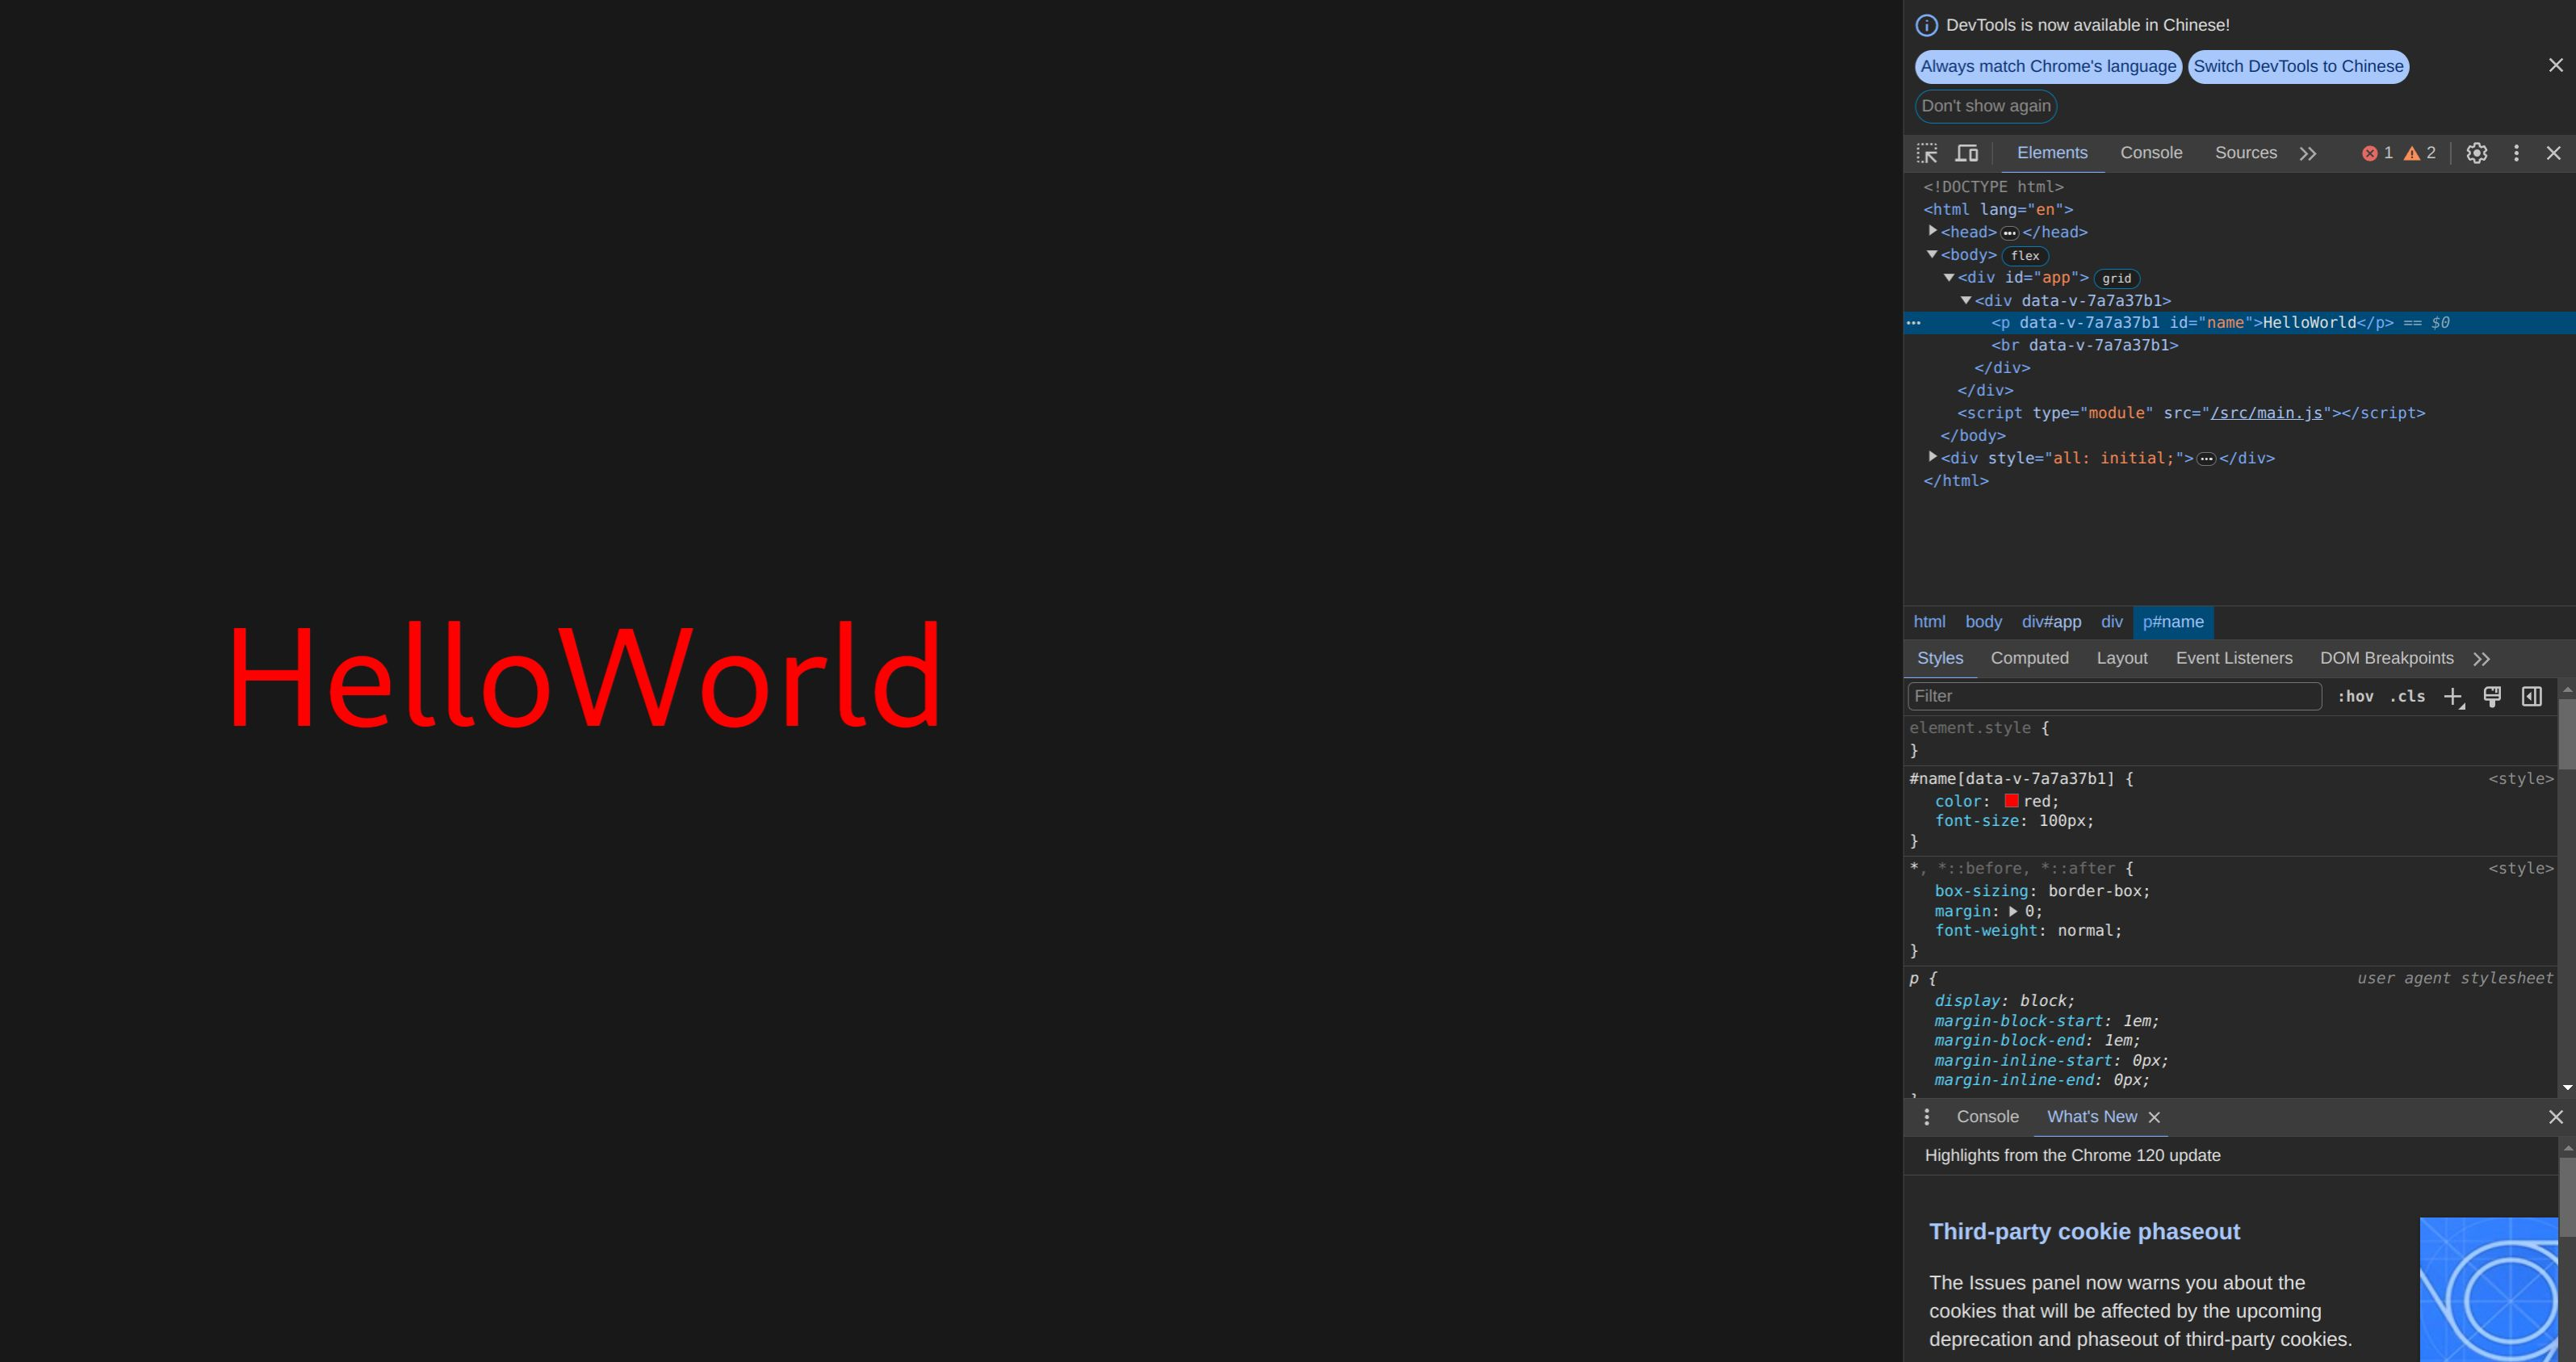 HelloWorld
DevTools is now available in Chinese!
Always match Chrome's language Switch DevTools to Chinese
Don't show again
Elements Console Sources 1 2
<!DOCTYPE html>
<html lang="en">
<head> </head>
<body> flex
<div id="app"> grid
<div data-v-7a7a37b1>
<p data-v-7a7a37b1 id="name">HelloWorld</p> == $0
<br data-v-7a7a37b1>
</div>
</div>
<script type="module" src="/src/main.js"></script>
</body>
<div style="all: initial;"> </div>
</html>
html body div#app div p#name
Styles Computed Layout Event Listeners DOM Breakpoints
Filter :hov .cls
element.style {
}
#name[data-v-7a7a37b1] { <style>
color: red;
font-size: 100px;
}
*, *::before, *::after { <style>
box-sizing: border-box;
margin: 0;
font-weight: normal;
}
p { user agent stylesheet
display: block;
margin-block-start: 1em;
margin-block-end: 1em;
margin-inline-start: 0px;
margin-inline-end: 0px;
Console What's New
Highlights from the Chrome 120 update
Third-party cookie phaseout
The Issues panel now warns you about the
cookies that will be affected by the upcoming
deprecation and phaseout of third-party cookies.